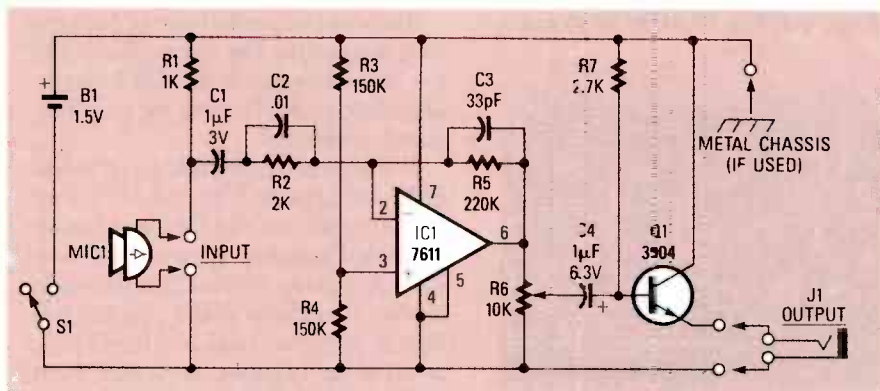 B1
1.5V
S1
R1
1K
C1
1µF
3V
C2
.01
R2
2K
MIC1
INPUT
R3
150K
R4
150K
C3
33pF
R5
220K
2
3
7
6
5
4
IC1
7611
R6
10K
C4
1µF
6.3V
R7
2.7K
Q1
3904
METAL CHASSIS
(IF USED)
J1
OUTPUT